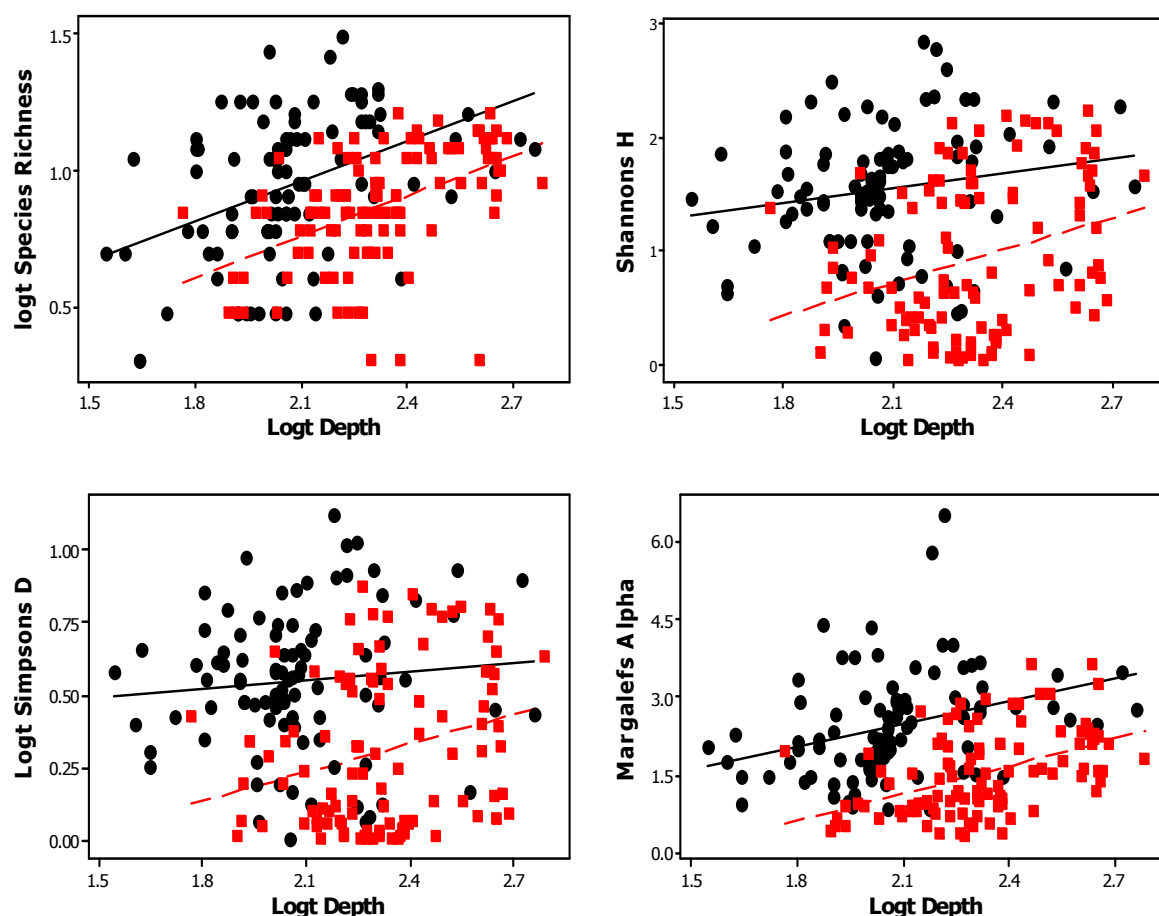 logt Species Richness
1.5
1.0
0.5
1.5 1.8 2.1 2.4 2.7
Logt Depth
Shannons H
3
2
1
0
1.5 1.8 2.1 2.4 2.7
Logt Depth
Logt Simpsons D
1.00
0.75
0.50
0.25
0.00
1.5 1.8 2.1 2.4 2.7
Logt Depth
Margalefs Alpha
6.0
4.5
3.0
1.5
0.0
1.5 1.8 2.1 2.4 2.7
Logt Depth